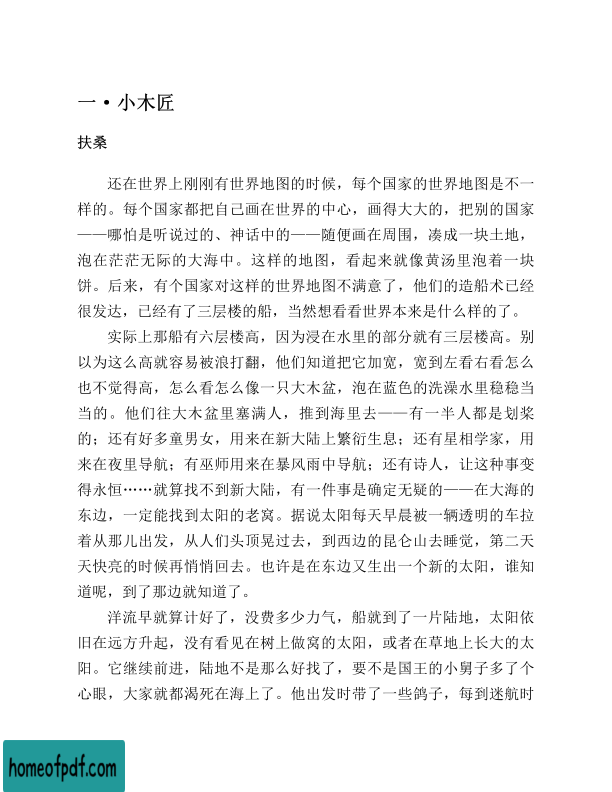 一·小木匠
扶桑
还在世界上刚刚有世界地图的时候，每个国家的世界地图是不一
样的。每个国家都把自己画在世界的中心，画得大大的，把别的国家
——哪怕是听说过的、神话中的——随便画在周围，凑成一块土地，
泡在茫茫无际的大海中。这样的地图，看起来就像黄汤里泡着一块
饼。后来，有个国家对这样的世界地图不满意了，他们的造船术已经
很发达，已经有了三层楼的船，当然想看看世界本来是什么样的了。
实际上那船有六层楼高，因为浸在水里的部分就有三层楼高。别
以为这么高就容易被浪打翻，他们知道把它加宽，宽到左看右看怎么
也不觉得高，怎么看怎么像一只大木盆，泡在蓝色的洗澡水里稳稳当
当的。他们往大木盆里塞满人，推到海里去——有一半人都是划桨
的；还有好多童男女，用来在新大陆上繁衍生息；还有星相学家，用
来在夜里导航；有巫师用来在暴风雨中导航；还有诗人，让这种事变
得永恒……就算找不到新大陆，有一件事是确定无疑的——在大海的
东边，一定能找到太阳的老窝。据说太阳每天早晨被一辆透明的车拉
着从那儿出发，从人们头顶晃过去，到西边的昆仑山去睡觉，第二天
天快亮的时候再悄悄回去。也许是在东边又生出一个新的太阳，谁知
道呢，到了那边就知道了。
洋流早就算计好了，没费多少力气，船就到了一片陆地，太阳依
旧在远方升起，没有看见在树上做窝的太阳，或者在草地上长大的太
阳。它继续前进，陆地不是那么好找了，要不是国王的小舅子多了个
心眼，大家就都渴死在海上了。他出发时带了一些鸽子，每到迷航时
homeofpdf.com